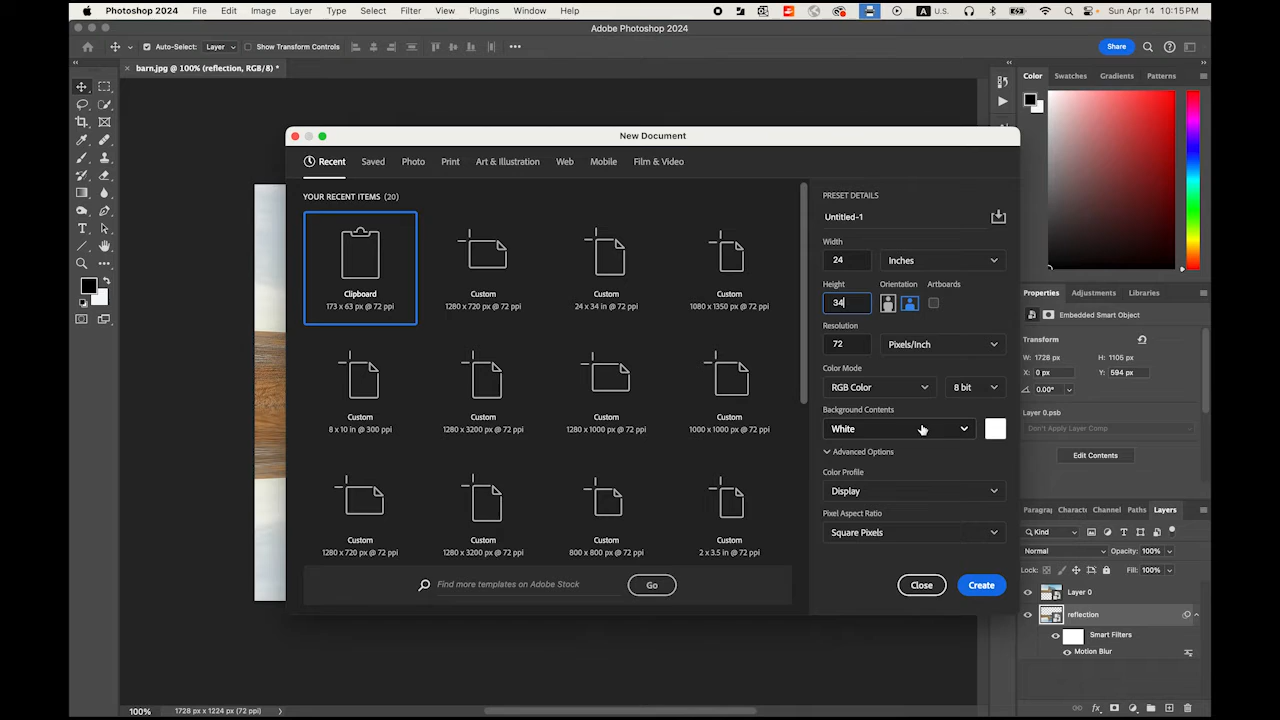 Photoshop 2024 File Edit Image Layer Type Select Filter View Plugins Window Help A U.S. Sun Apr 14 10:15 PM
Adobe Photoshop 2024
Auto-Select: Layer Show Transform Controls ••• Share
barn.jpg @ 100% (reflection, RGB/8) *
Color Swatches Gradients Patterns
New Document
Recent Saved Photo Print Art & Illustration Web Mobile Film & Video
YOUR RECENT ITEMS (20)
Clipboard
173 x 63 px @ 72 ppi
Custom
1280 x 720 px @ 72 ppi
Custom
24 x 34 in @ 72 ppi
Custom
1080 x 1350 px @ 72 ppi
Custom
8 x 10 in @ 300 ppi
Custom
1280 x 3200 px @ 72 ppi
Custom
1280 x 1000 px @ 72 ppi
Custom
1000 x 1000 px @ 72 ppi
Custom
1280 x 720 px @ 72 ppi
Custom
1280 x 3200 px @ 72 ppi
Custom
800 x 800 px @ 72 ppi
Custom
2 x 3.5 in @ 72 ppi
Find more templates on Adobe Stock Go
PRESET DETAILS
Untitled-1
Width
24 Inches
Height Orientation Artboards
34
Resolution
72 Pixels/Inch
Color Mode
RGB Color 8 bit
Background Contents
White
Advanced Options
Color Profile
Display
Pixel Aspect Ratio
Square Pixels
Close Create
Properties Adjustments Libraries
Embedded Smart Object
Transform
W: 1728 px H: 1105 px
X: 0 px Y: 594 px
0.00°
Layer 0.psb
Don't Apply Layer Comp
Edit Contents
Paragra Charact Channel Paths Layers
Kind
Normal Opacity: 100%
Lock: Fill: 100%
Layer 0
reflection
Smart Filters
Motion Blur
fx
100% 1728 px x 1224 px (72 ppi)